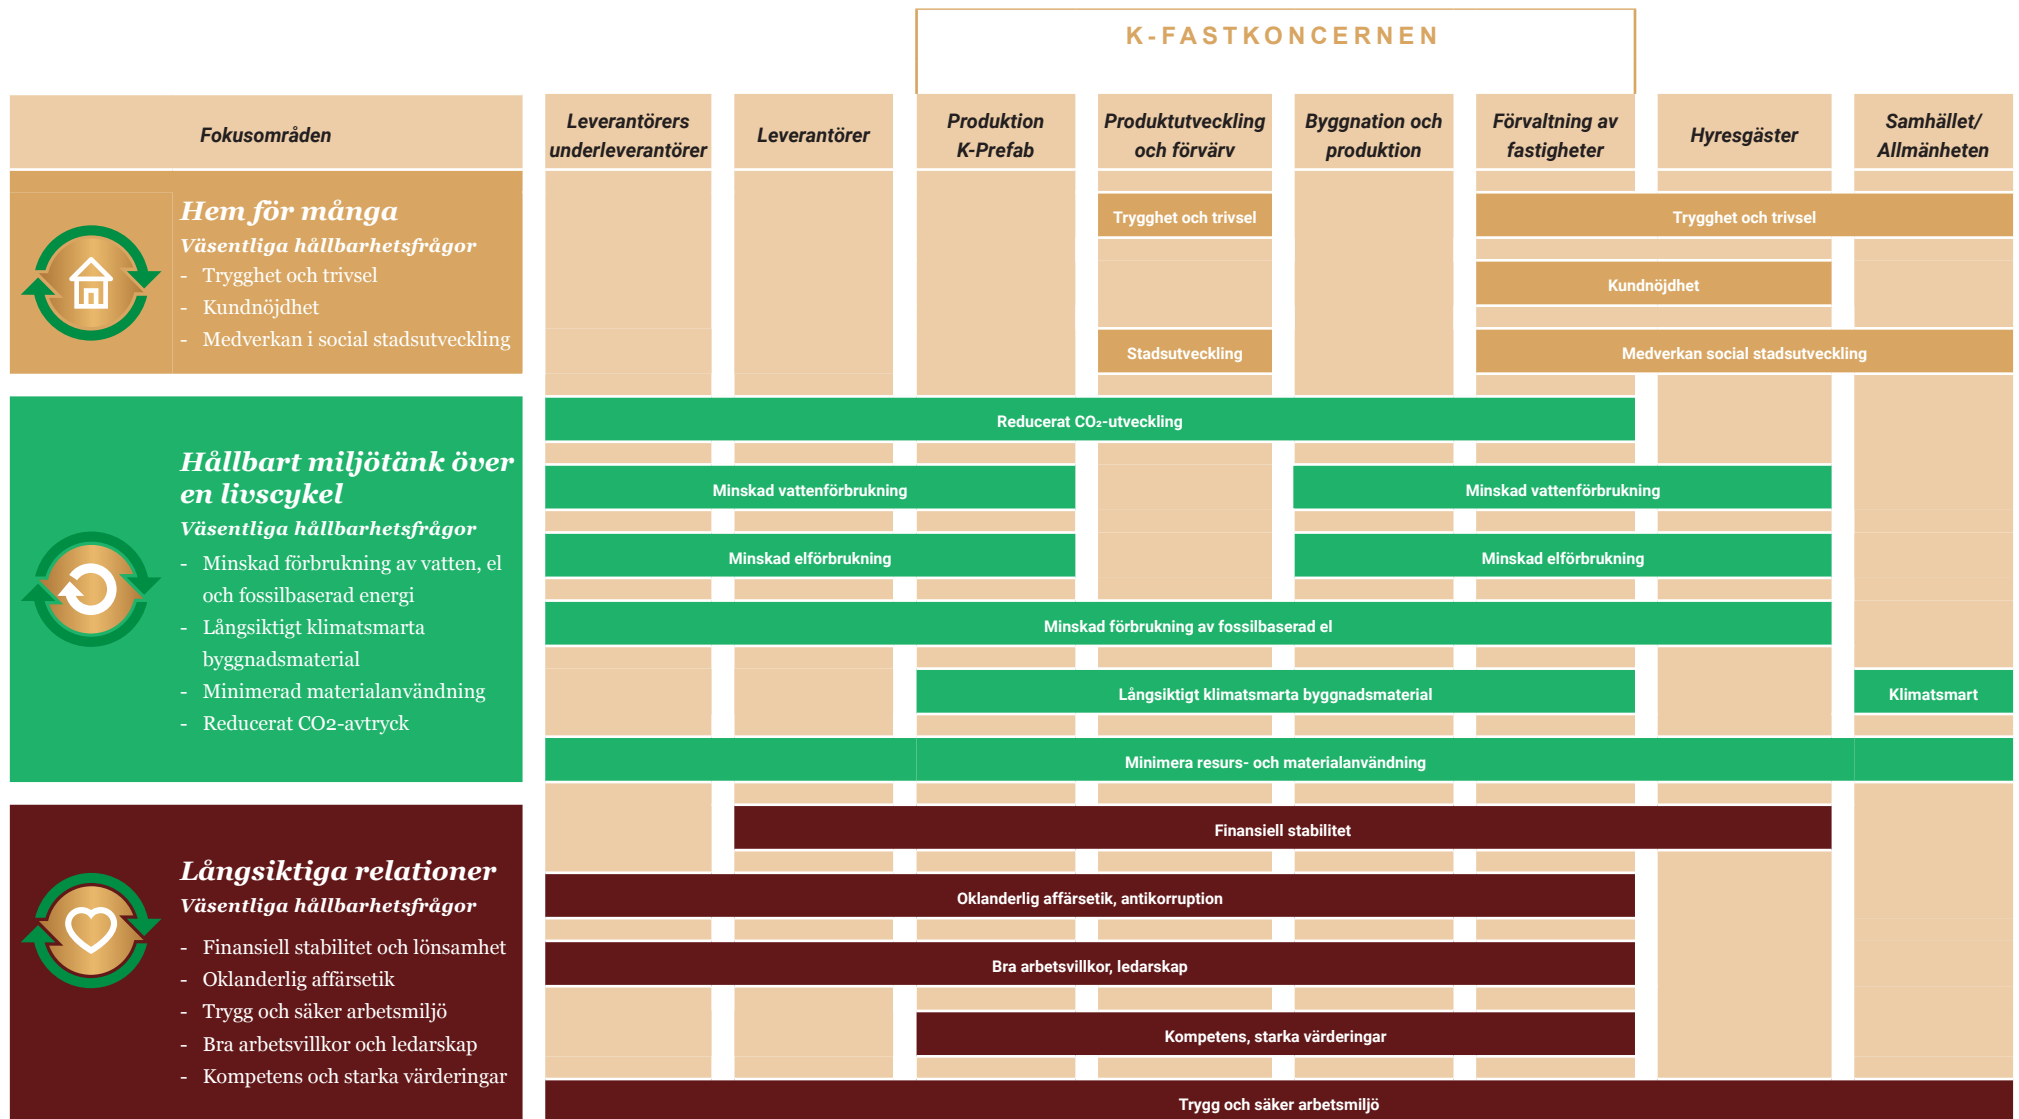 K-FASTKONCERNEN
Fokusområden
Leverantörers
underleverantörer
Leverantörer
Produktion
K-Prefab
Produktutveckling
och förvärv
Byggnation och
produktion
Förvaltning av
fastigheter
Hyresgäster
Samhället/
Allmänheten
Hem för många
Väsentliga hållbarhetsfrågor
- Trygghet och trivsel
- Kundnöjdhet
- Medverkan i social stadsutveckling
Trygghet och trivsel
Trygghet och trivsel
Kundnöjdhet
Stadsutveckling
Medverkan social stadsutveckling
Hållbart miljötänk över
en livscykel
Väsentliga hållbarhetsfrågor
- Minskad förbrukning av vatten, el
och fossilbaserad energi
- Långsiktigt klimatsmarta
byggnadsmaterial
- Minimerad materialanvändning
- Reducerat CO2-avtryck
Reducerat CO₂-utveckling
Minskad vattenförbrukning
Minskad vattenförbrukning
Minskad elförbrukning
Minskad elförbrukning
Minskad förbrukning av fossilbaserad el
Långsiktigt klimatsmarta byggnadsmaterial
Klimatsmart
Minimera resurs- och materialanvändning
Långsiktiga relationer
Väsentliga hållbarhetsfrågor
- Finansiell stabilitet och lönsamhet
- Oklanderlig affärsetik
- Trygg och säker arbetsmiljö
- Bra arbetsvillkor och ledarskap
- Kompetens och starka värderingar
Finansiell stabilitet
Oklanderlig affärsetik, antikorruption
Bra arbetsvillkor, ledarskap
Kompetens, starka värderingar
Trygg och säker arbetsmiljö